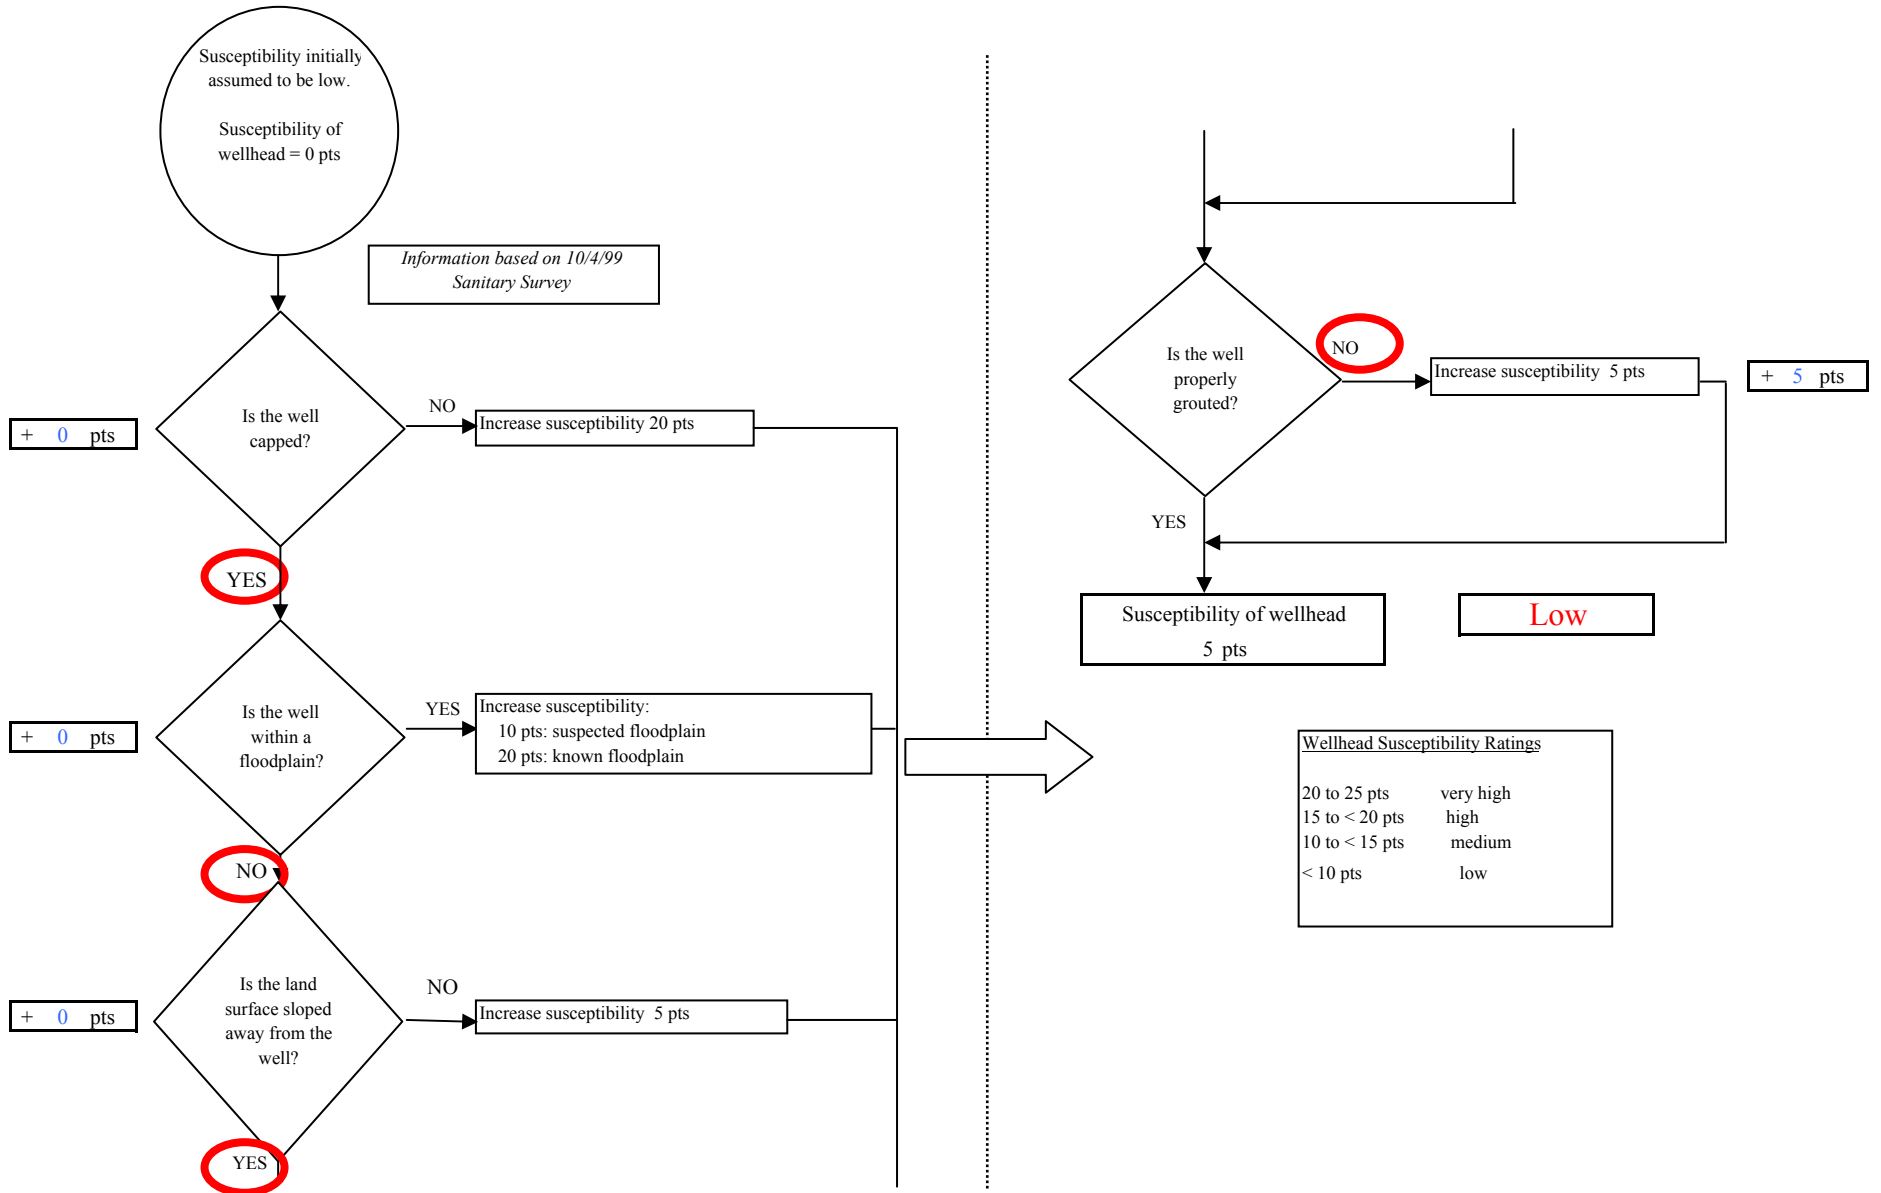 Susceptibility initially
assumed to be low.
Susceptibility of
wellhead = 0 pts
Information based on 10/4/99
Sanitary Survey
Is the well
capped?
NO
Increase susceptibility 20 pts
+ 0 pts
YES
Is the well
within a
floodplain?
YES
Increase susceptibility:
10 pts: suspected floodplain
20 pts: known floodplain
+ 0 pts
NO
Is the land
surface sloped
away from the
well?
NO
Increase susceptibility 5 pts
+ 0 pts
YES
Is the well
properly
grouted?
NO
Increase susceptibility 5 pts
+ 5 pts
YES
Susceptibility of wellhead
5 pts
Low
Wellhead Susceptibility Ratings
20 to 25 pts very high
15 to < 20 pts high
10 to < 15 pts medium
< 10 pts low